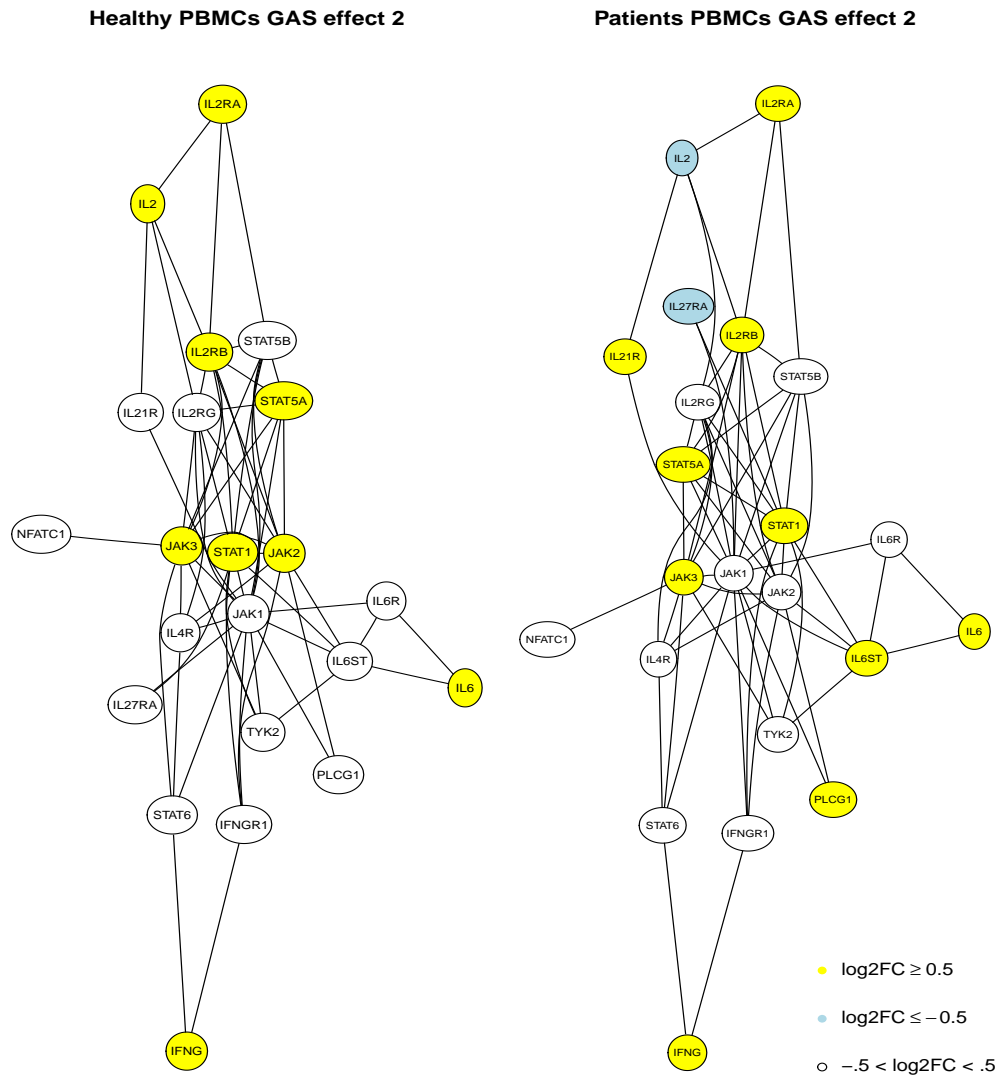 Healthy PBMCs GAS effect 2
IL2RA
IL2
STAT5B
IL2RB
STAT5A
IL21R
IL2RG
NFATC1
JAK3
STAT1
JAK2
IL6R
JAK1
IL4R
IL6ST
IL6
IL27RA
TYK2
PLCG1
STAT6
IFNGR1
IFNG
Patients PBMCs GAS effect 2
IL2RA
IL2
IL27RA
IL2RB
IL21R
STAT5B
IL2RG
STAT5A
STAT1
IL6R
JAK3
JAK1
JAK2
NFATC1
IL6
IL4R
IL6ST
TYK2
PLCG1
STAT6
IFNGR1
IFNG
log2FC ≥ 0.5
log2FC ≤ −0.5
−.5 < log2FC < .5